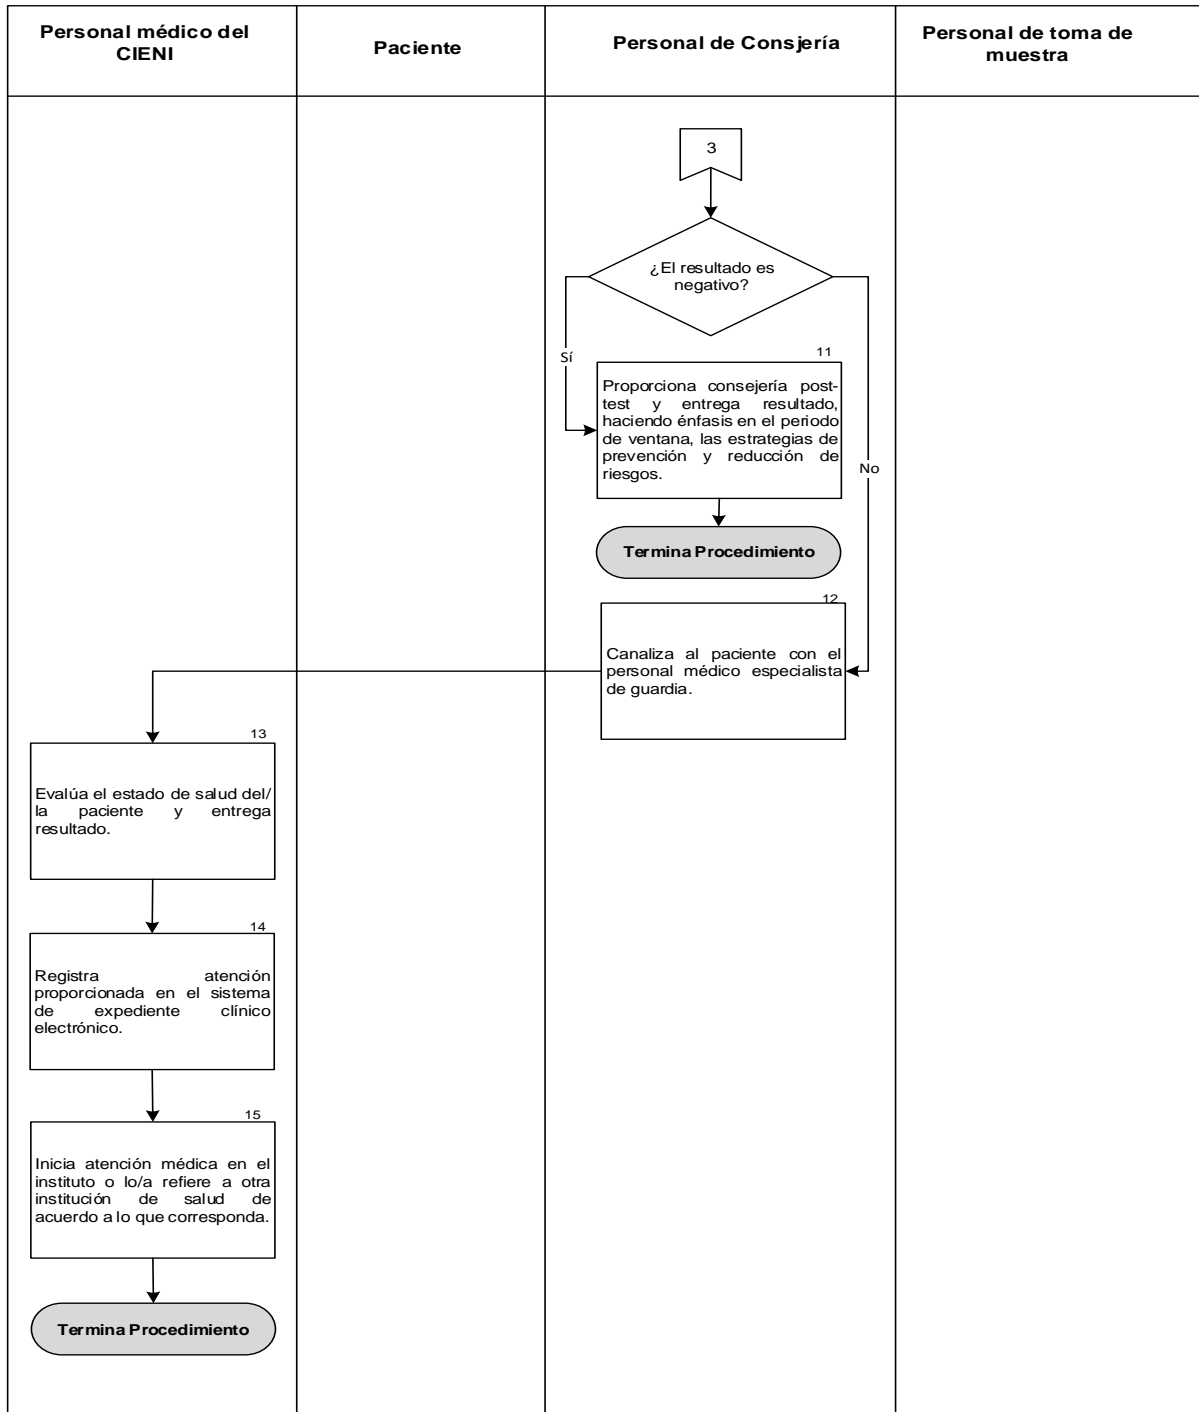 Personal médico del
CIENI
Paciente
Personal de Consjería
Personal de toma de
muestra
3
¿El resultado es
negativo?
Sí
No
11
Proporciona consejería post-
test y entrega resultado,
haciendo énfasis en el periodo
de ventana, las estrategias de
prevención y reducción de
riesgos.
Termina Procedimiento
12
Canaliza al paciente con el
personal médico especialista
de guardia.
13
Evalúa el estado de salud del/
la paciente y entrega
resultado.
14
Registra atención
proporcionada en el sistema
de expediente clínico
electrónico.
15
Inicia atención médica en el
instituto o lo/a refiere a otra
institución de salud de
acuerdo a lo que corresponda.
Termina Procedimiento